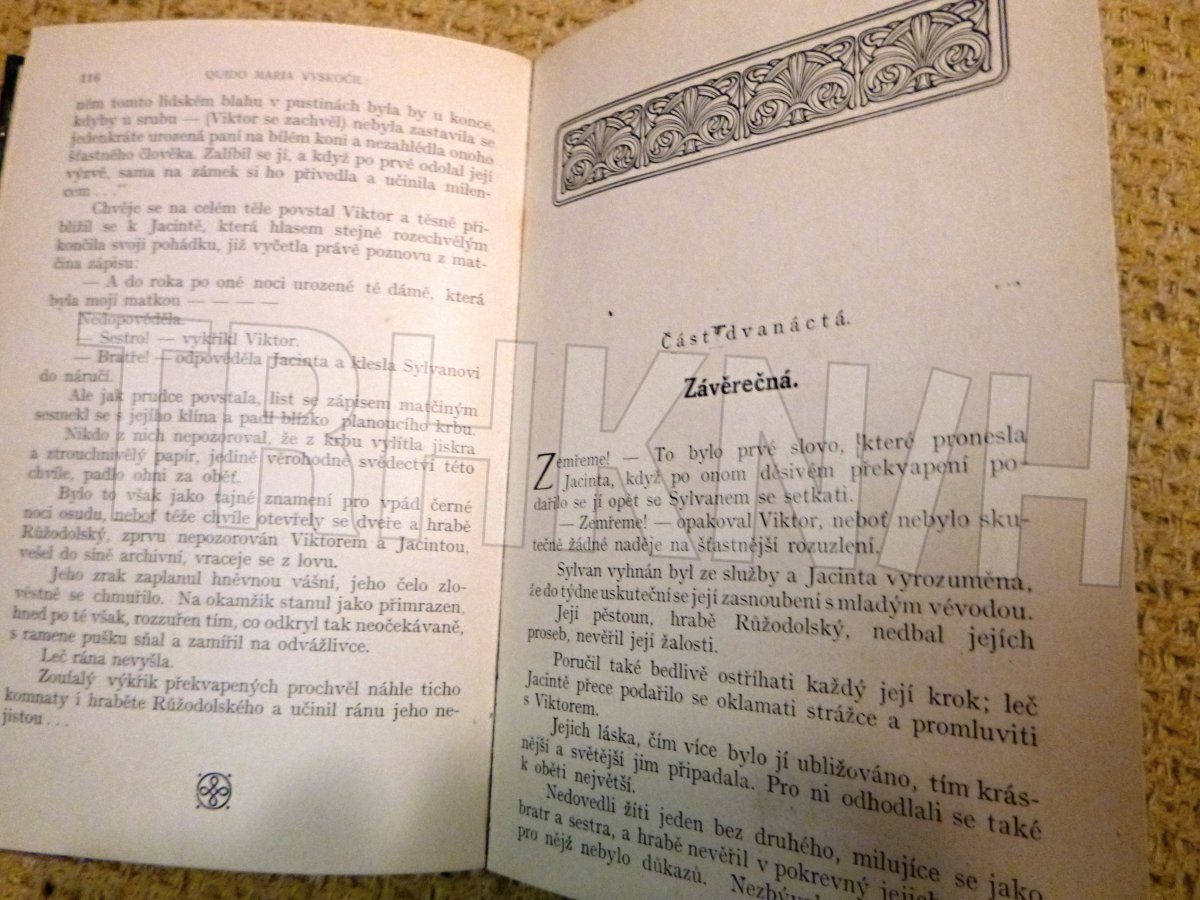 116 QUIDO MARIA VYSKOČIL:
něm tomto lidském blahu v pustinách byla by u konce,
kdyby u srubu — (Viktor se zachvěl) nebyla zastavila se
jedenkráte urozená paní na bílém koni a nezahlédla onoho
šťastného člověka. Zalíbil se jí, a když po prvé odolal její
výzvě, sama na zámek si ho přivedla a učinila milen-
cem . . ."
Chvěje se na celém těle povstal Viktor a těsně při-
blížil se k Jacintě, která hlasem stejně rozechvělým
končila svoji pohádku, již vyčetla právě poznovu z mat-
čina zápisu:
— A do roka po oné noci urozené té dámě, která
byla mojí matkou — — — —
Nedopověděla.
— Sestro! — vykřikl Viktor.
— Bratře! — odpověděla Jacinta a klesla Sylvanovi
do náručí.
Ale jak prudce povstala, list se zápisem matčiným
sesmekl se s jejího klína a padl blízko planoucího krbu.
Nikdo z nich nepozoroval, že z krbu vylítla jiskra
a ztrouchnivělý papír, jediné věrohodné svědectví této
chvíle, padlo ohni za oběť.
Bylo to však jako tajné znamení pro vpád černé
noci osudu, neboť téže chvíle otevřely se dveře a hrabě
Růžodolský, zprvu nepozorován Viktorem a Jacintou,
vešel do síně archivní, vraceje se z lovu.
Jeho zrak zaplanul hněvnou vášní, jeho čelo zlo-
věstně se chmuřilo. Na okamžik stanul jako přimrazen,
hned po té však, rozzuřen tím, co odkryl tak neočekávaně,
s ramene pušku sňal a zamířil na odvážlivce.
Leč rána nevyšla.
Zoufalý výkřik překvapených prochvěl náhle ticho
komnaty i hraběte Růžodolského a učinil ránu jeho ne-
jistou . . .
Část dvanáctá.
Závěrečná.
Zemřeme! — To bylo prvé slovo, které pronesla
Jacinta, když po onom děsivém překvapení po-
dařilo se jí opět se Sylvanem se setkati.
— Zemřeme! — opakoval Viktor, neboť nebylo sku-
tečně žádné naděje na šťastnější rozuzlení.
Sylvan vyhnán byl ze služby a Jacinta vyrozuměna,
že do týdne uskuteční se její zasnoubení s mladým vévodou.
Její pěstoun, hrabě Růžodolský, nedbal jejích
proseb, nevěřil její žalosti.
Poručil také bedlivě ostříhati každý její krok; leč
Jacintě přece podařilo se oklamati strážce a promluviti
s Viktorem.
Jejich láska, čím více bylo jí ubližováno, tím krás-
nější a světější jim připadala. Pro ni odhodlali se také
k oběti největší.
Nedovedli žíti jeden bez druhého, milujíce se jako
bratr a sestra, a hrabě nevěřil v pokrevný jejich
pro nějž nebylo důkazů.
TRHKNIH